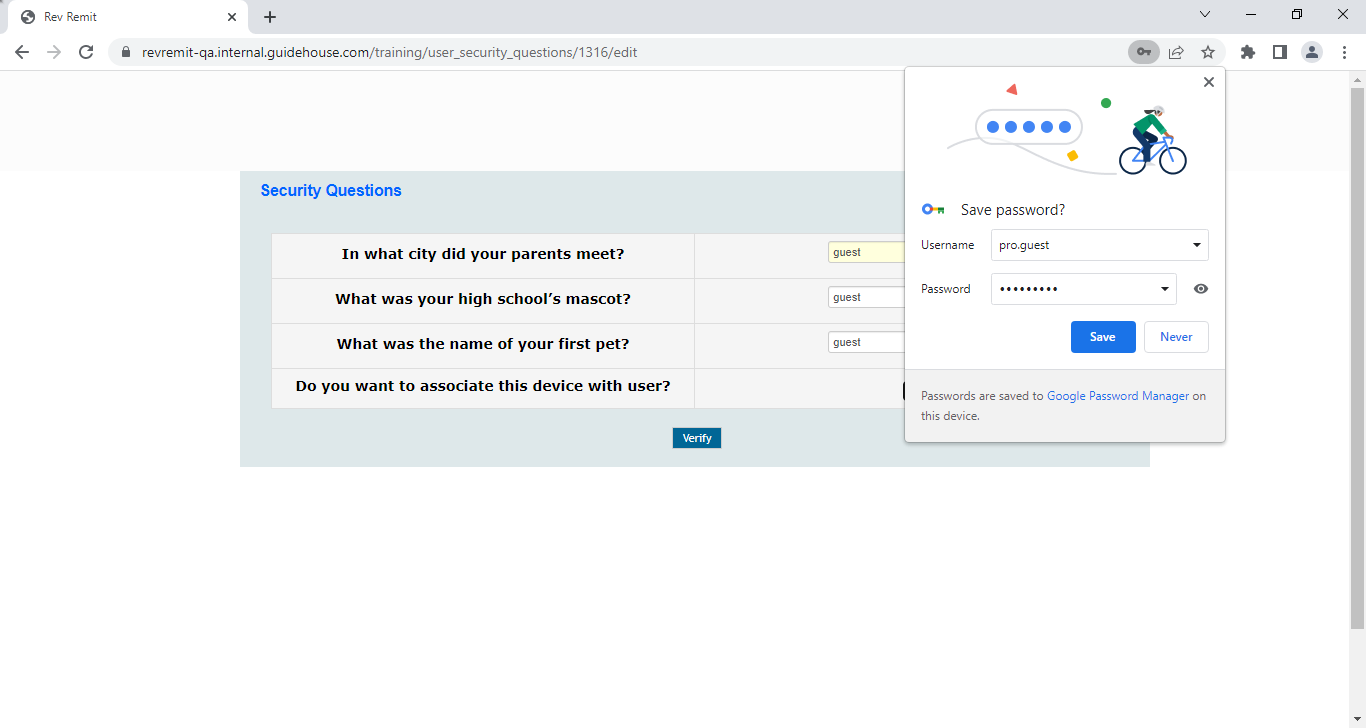 Rev Remit
revremit-qa.internal.guidehouse.com/training/user_security_questions/1316/edit
Security Questions
In what city did your parents meet?
guest
What was your high school’s mascot?
guest
What was the name of your first pet?
guest
Do you want to associate this device with user?
Verify
Save password?
Username
pro.guest
Password
•••••••••
Save
Never
Passwords are saved to Google Password Manager on
this device.